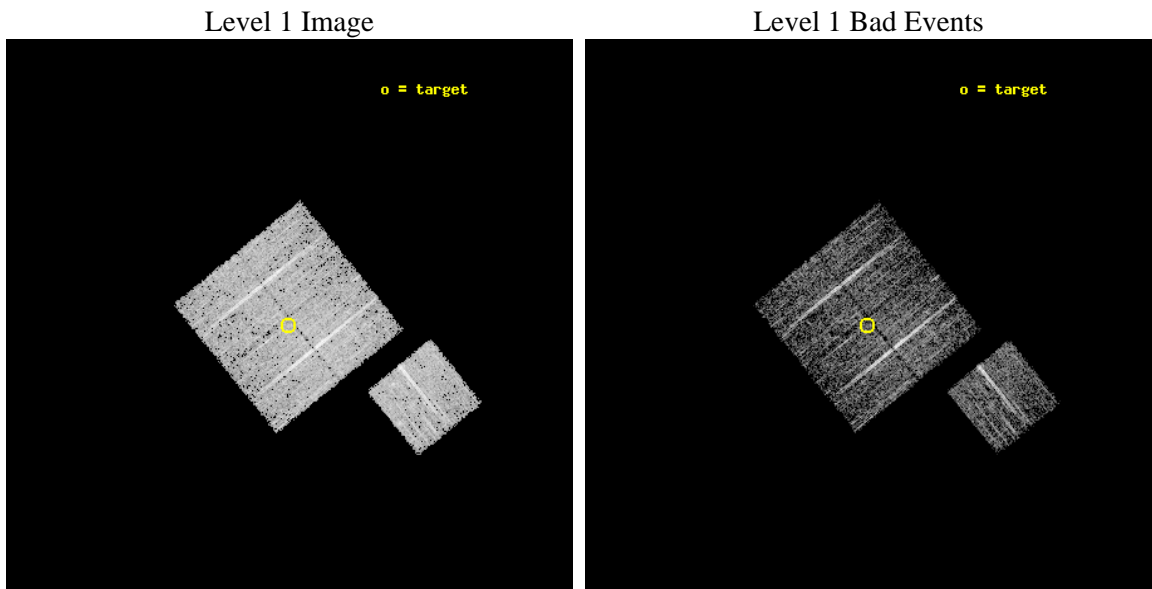 Level 1 Image
Level 1 Bad Events
o = target
o = target